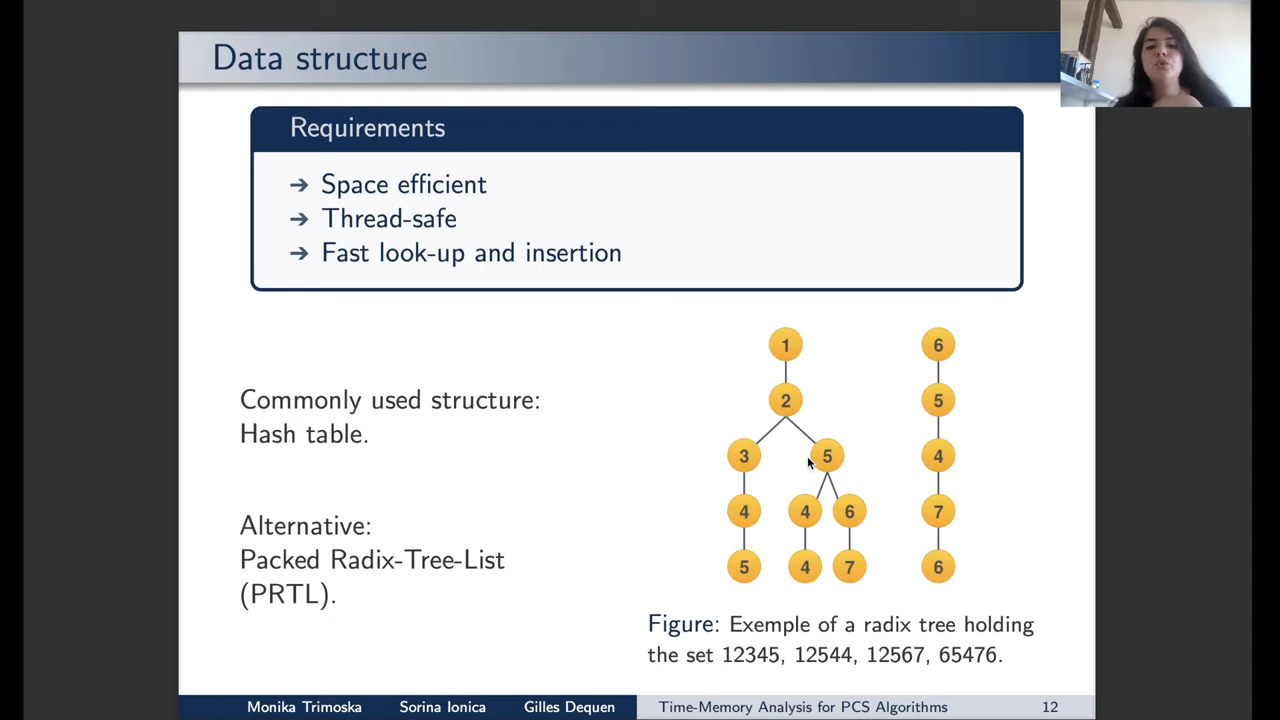 Data structure
Requirements
➔ Space efficient
➔ Thread-safe
➔ Fast look-up and insertion
Commonly used structure:
Hash table.
Alternative:
Packed Radix-Tree-List
(PRTL).
1 6
2 5
3 5 4
4 4 6 7
5 4 7 6
Figure: Exemple of a radix tree holding
the set 12345, 12544, 12567, 65476.
Monika Trimoska Sorina Ionica Gilles Dequen Time-Memory Analysis for PCS Algorithms 12